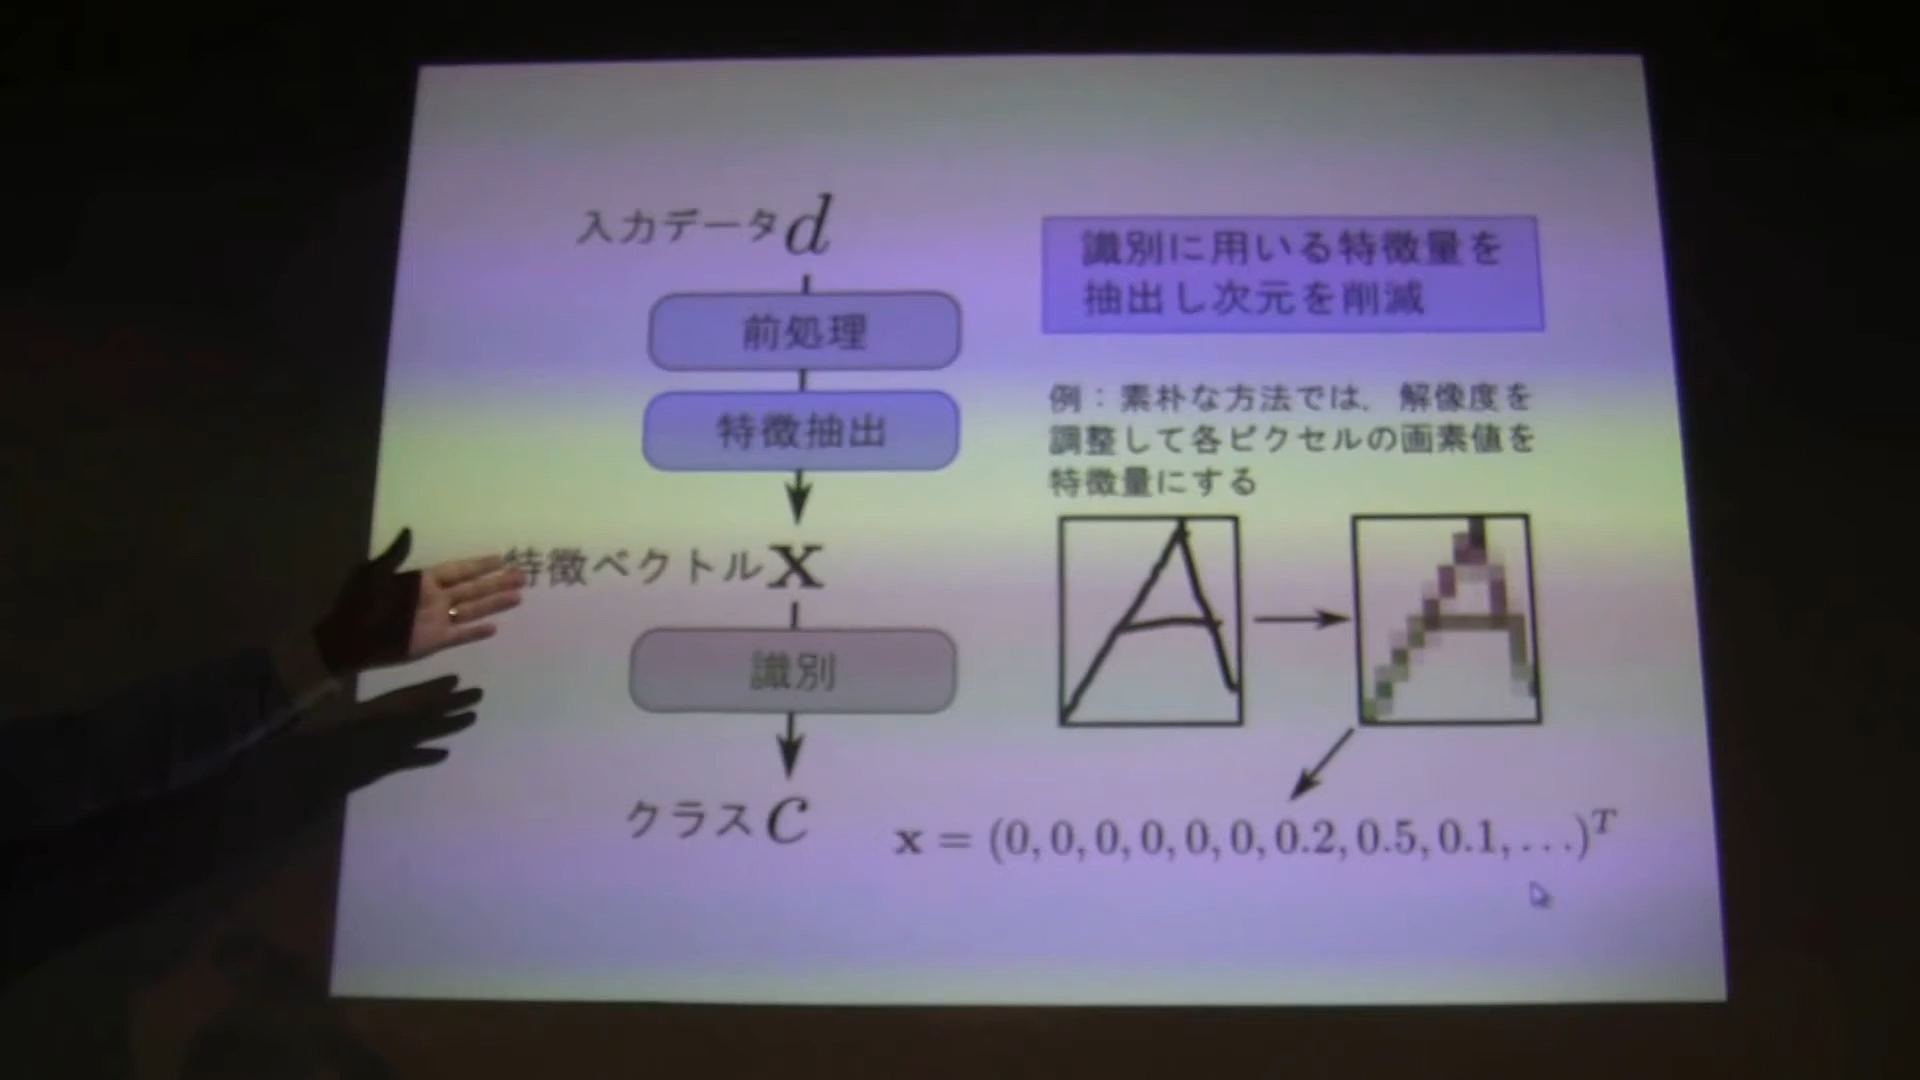 入力データ d
前処理
特徴抽出
特徴ベクトル x
識別
クラス c
識別に用いる特徴量を
抽出し次元を削減
例：素朴な方法では，解像度を
調整して各ピクセルの画素値を
特徴量にする
x = (0, 0, 0, 0, 0, 0, 0.2, 0.5, 0.1, . . .)^T